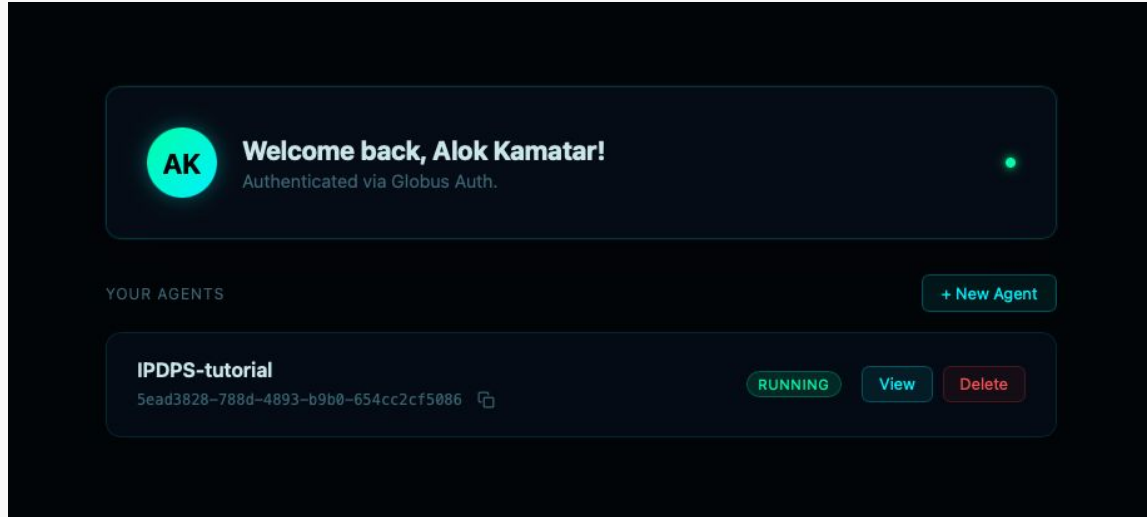 AK
Welcome back, Alok Kamatar!
Authenticated via Globus Auth.
YOUR AGENTS
+ New Agent
IPDPS-tutorial
5ead3828-788d-4893-b9b0-654cc2cf5086
RUNNING
View
Delete